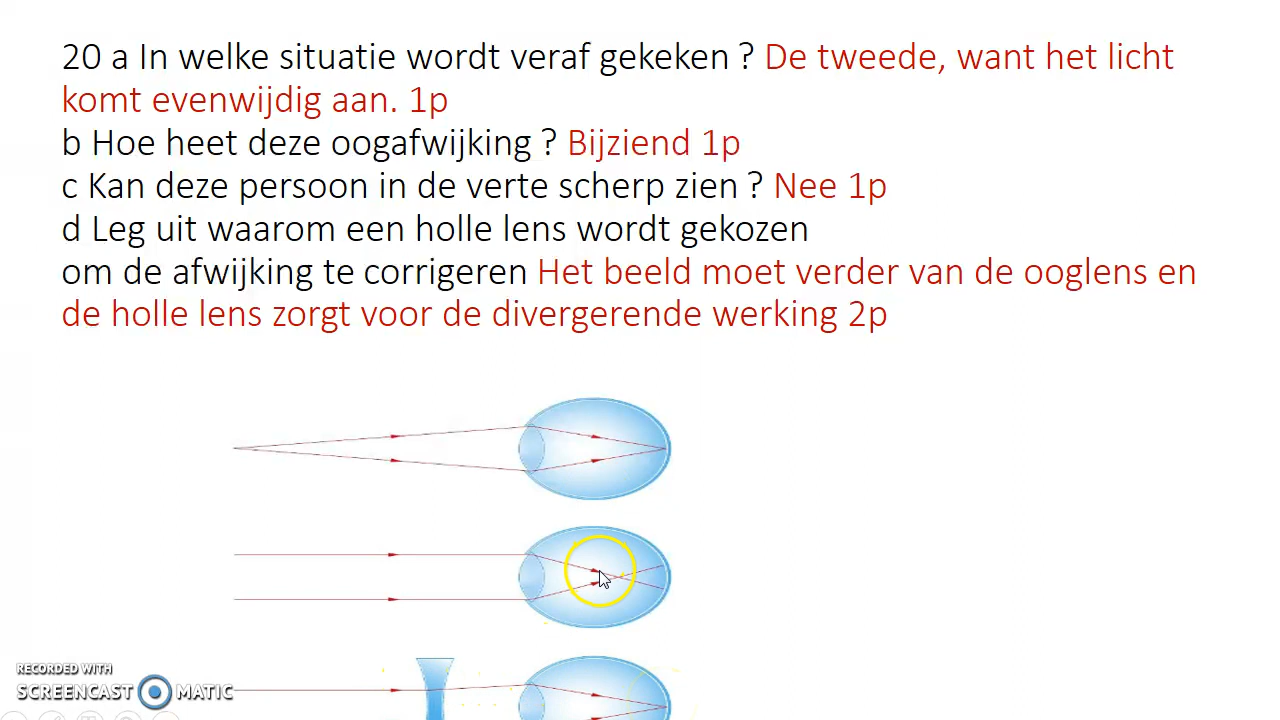 20 a In welke situatie wordt veraf gekeken ? De tweede, want het licht
komt evenwijdig aan. 1p
b Hoe heet deze oogafwijking ? Bijziend 1p
c Kan deze persoon in de verte scherp zien ? Nee 1p
d Leg uit waarom een holle lens wordt gekozen
om de afwijking te corrigeren Het beeld moet verder van de ooglens en
de holle lens zorgt voor de divergerende werking 2p
RECORDED WITH
SCREENCAST MATIC